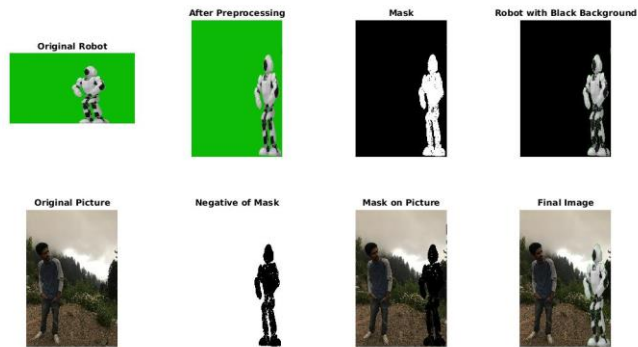 Original Robot
After Preprocessing
Mask
Robot with Black Background
Original Picture
Negative of Mask
Mask on Picture
Final Image